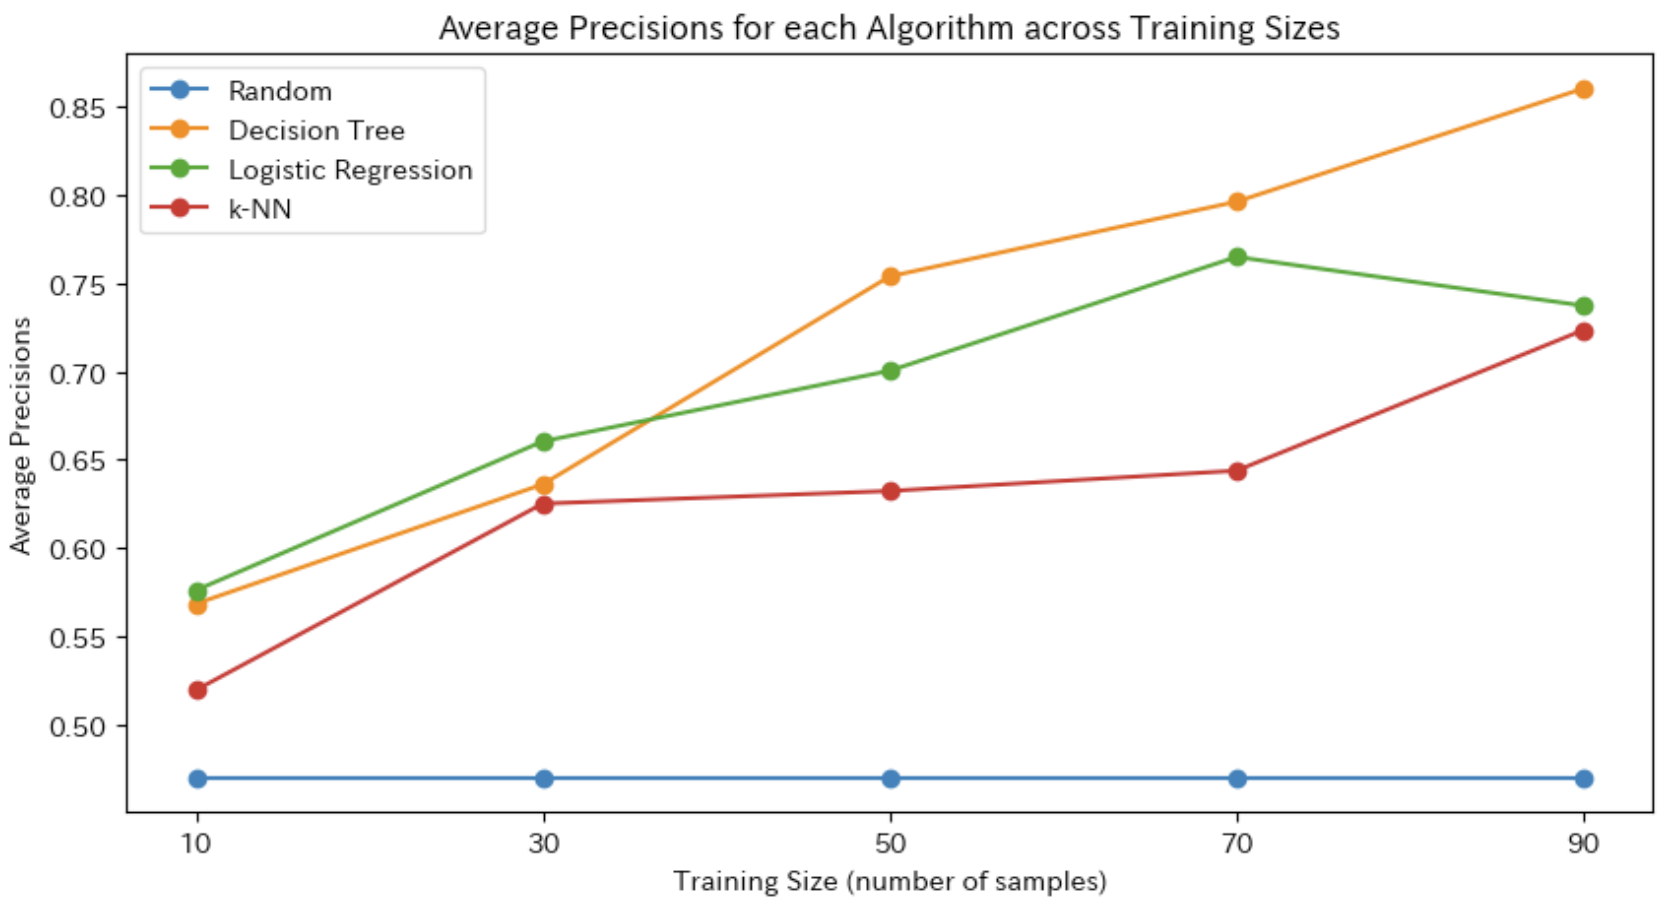 Average Precisions for each Algorithm across Training Sizes
Random
Decision Tree
Logistic Regression
k-NN
0.85
0.80
0.75
0.70
0.65
0.60
0.55
0.50
Average Precisions
10 30 50 70 90
Training Size (number of samples)